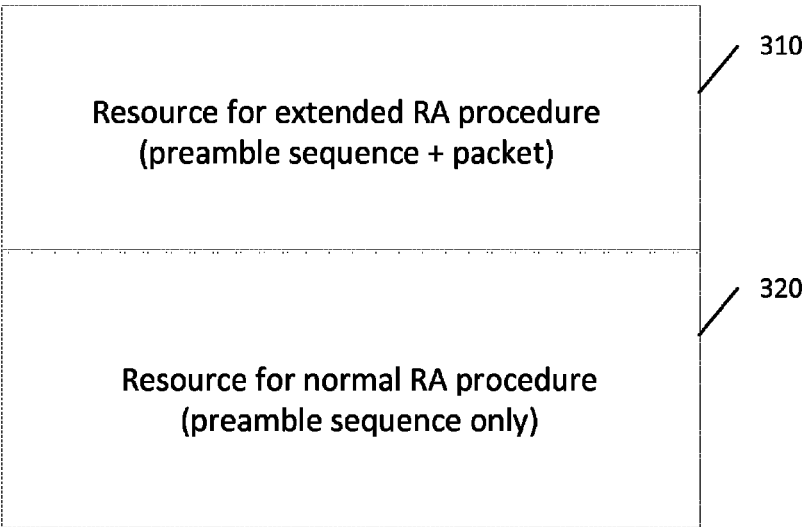 310
Resource for extended RA procedure
(preamble sequence + packet)
320
Resource for normal RA procedure
(preamble sequence only)